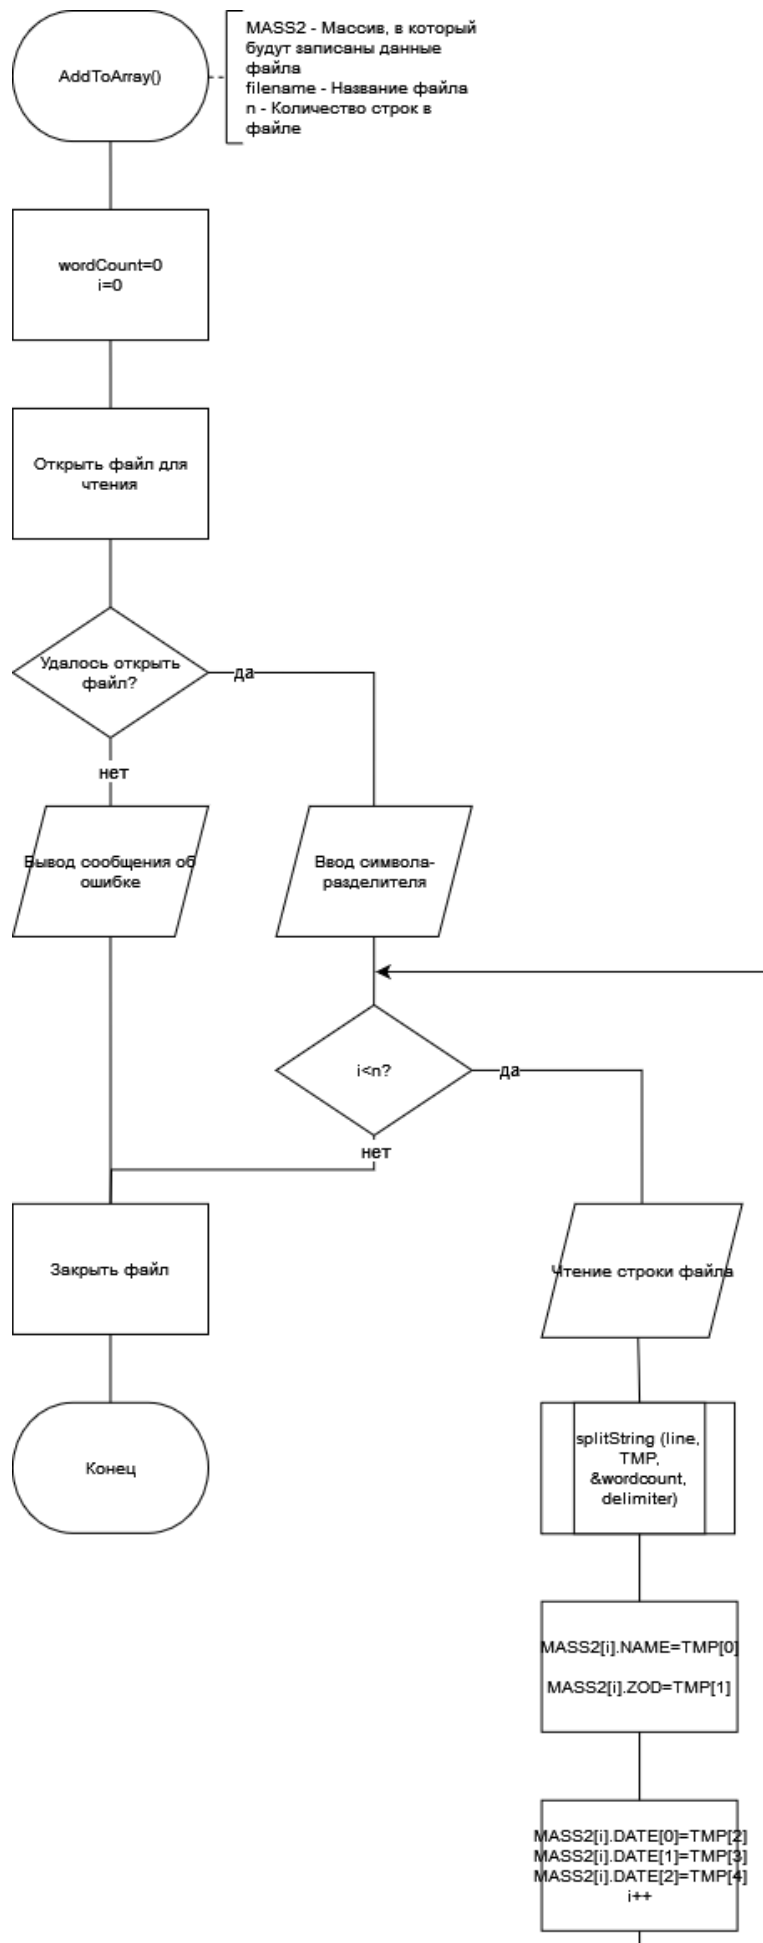 AddToArray()
MASS2 - Массив, в который
будут записаны данные
файла
filename - Название файла
n - Количество строк в
файле
wordCount=0
i=0
Открыть файл для
чтения
Удалось открыть
файл?
да
нет
Вывод сообщения об
ошибке
Ввод символа-
разделителя
i<n?
да
нет
Закрыть файл
Чтение строки файла
Конец
splitString (line,
TMP,
&wordcount,
delimiter)
MASS2[i].NAME=TMP[0]
MASS2[i].ZOD=TMP[1]
MASS2[i].DATE[0]=TMP[2]
MASS2[i].DATE[1]=TMP[3]
MASS2[i].DATE[2]=TMP[4]
i++